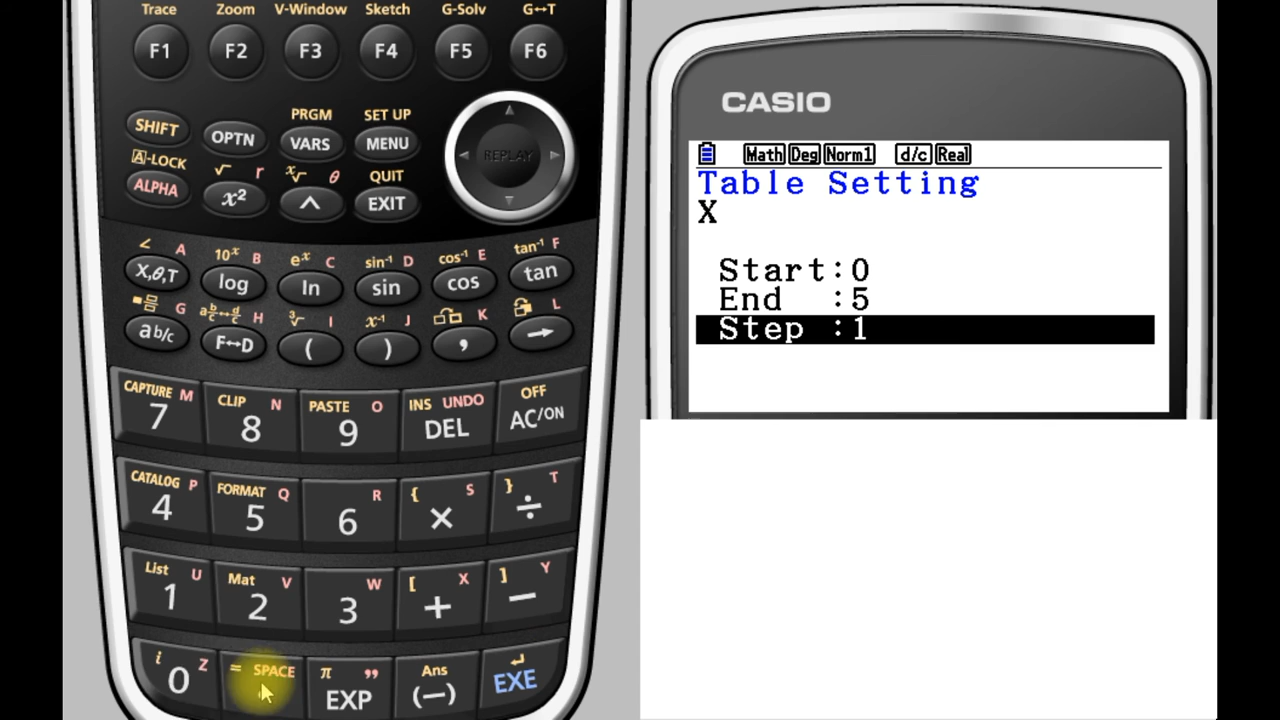 Trace Zoom V-Window Sketch G-Solv G↔T
F1 F2 F3 F4 F5 F6
PRGM SET UP
SHIFT OPTN VARS MENU
REPLAY
A-LOCK √ r ˣ√ θ QUIT
ALPHA x² ^ EXIT
∠ A 10ˣ B eˣ C sin⁻¹ D cos⁻¹ E tan⁻¹ F
X,θ,T log ln sin cos tan
G a b/c↔d/c H ³√ I x⁻¹ J K L
a b/c F↔D ( ) , →
CAPTURE M CLIP N PASTE O INS UNDO OFF
7 8 9 DEL AC/ON
CATALOG P FORMAT Q R { S } T
4 5 6 × ÷
List U Mat V W [ X ] Y
1 2 3 + −
i Z = SPACE π " Ans ↵
0 EXP (−) EXE
CASIO
Math Deg Norm1 d/c Real
Table Setting
X
Start:0
End :5
Step :1